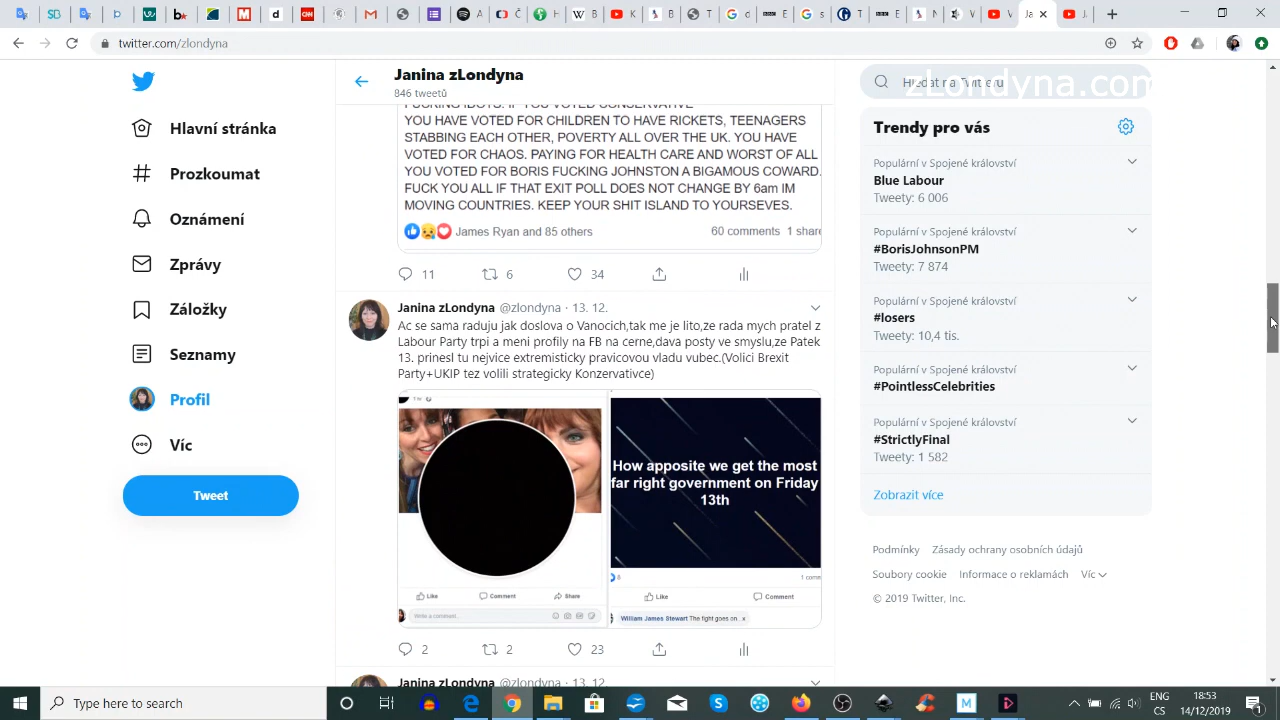 twitter.com/zlondyna
Hlavní stránka
Prozkoumat
Oznámení
Zprávy
Záložky
Seznamy
Profil
Víc
Tweet
Janina zLondyna
846 tweetů
FUCKING IDOTS. IF YOU VOTED CONSERVATIVE
YOU HAVE VOTED FOR CHILDREN TO HAVE RICKETS, TEENAGERS
STABBING EACH OTHER, POVERTY ALL OVER THE UK. YOU HAVE
VOTED FOR CHAOS. PAYING FOR HEALTH CARE AND WORST OF ALL
YOU VOTED FOR BORIS FUCKING JOHNSTON A BIGAMOUS COWARD.
FUCK YOU ALL IF THAT EXIT POLL DOES NOT CHANGE BY 6am IM
MOVING COUNTRIES. KEEP YOUR SHIT ISLAND TO YOURSEVES.
James Ryan and 85 others 60 comments 1 share
11 6 34
Janina zLondyna @zlondyna · 13. 12.
Ac se sama raduju jak doslova o Vanocich,tak me je lito,ze rada mych pratel z
Labour Party trpi a meni profily na FB na cerne,dava posty ve smyslu,ze Patek
13. prinesl tu nejvice extremisticky pravicovou vladu vubec.(Volici Brexit
Party+UKIP tez volili strategicky Konzervativce)
Like Comment Share
Write a comment...
How apposite we get the most
far right government on Friday
13th
8 1 comm
Like Comment
William James Stewart The fight goes on...x
2 2 23
Janina zLondyna @zlondyna · 13. 12.
Hledat na Twitteru
zLondyna.com
Trendy pro vás
Populární v Spojené království
Blue Labour
Tweety: 6 006
Populární v Spojené království
#BorisJohnsonPM
Tweety: 7 874
Populární v Spojené království
#losers
Tweety: 10,4 tis.
Populární v Spojené království
#PointlessCelebrities
Populární v Spojené království
#StrictlyFinal
Tweety: 1 582
Zobrazit více
Podmínky Zásady ochrany osobních údajů
Soubory cookie Informace o reklamách Víc
© 2019 Twitter, Inc.
Type here to search
ENG
CS
18:53
14/12/2019